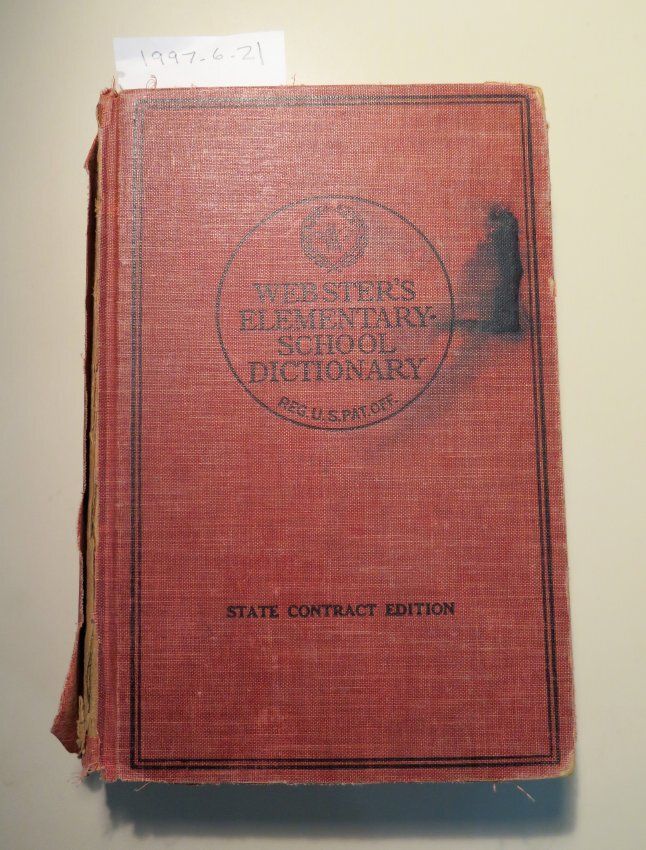 1997.6.21
WEBSTER'S
ELEMENTARY-
SCHOOL
DICTIONARY
REG. U. S. PAT. OFF.
STATE CONTRACT EDITION